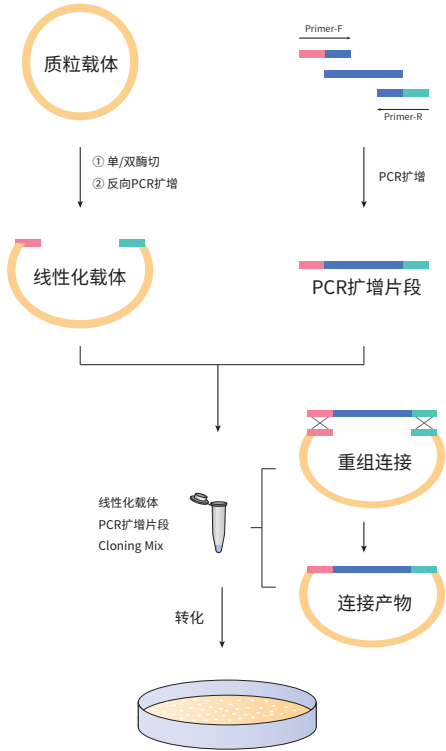 质粒载体
Primer-F
Primer-R
① 单/双酶切
② 反向PCR扩增
PCR扩增
线性化载体
PCR扩增片段
重组连接
线性化载体
PCR扩增片段
Cloning Mix
连接产物
转化